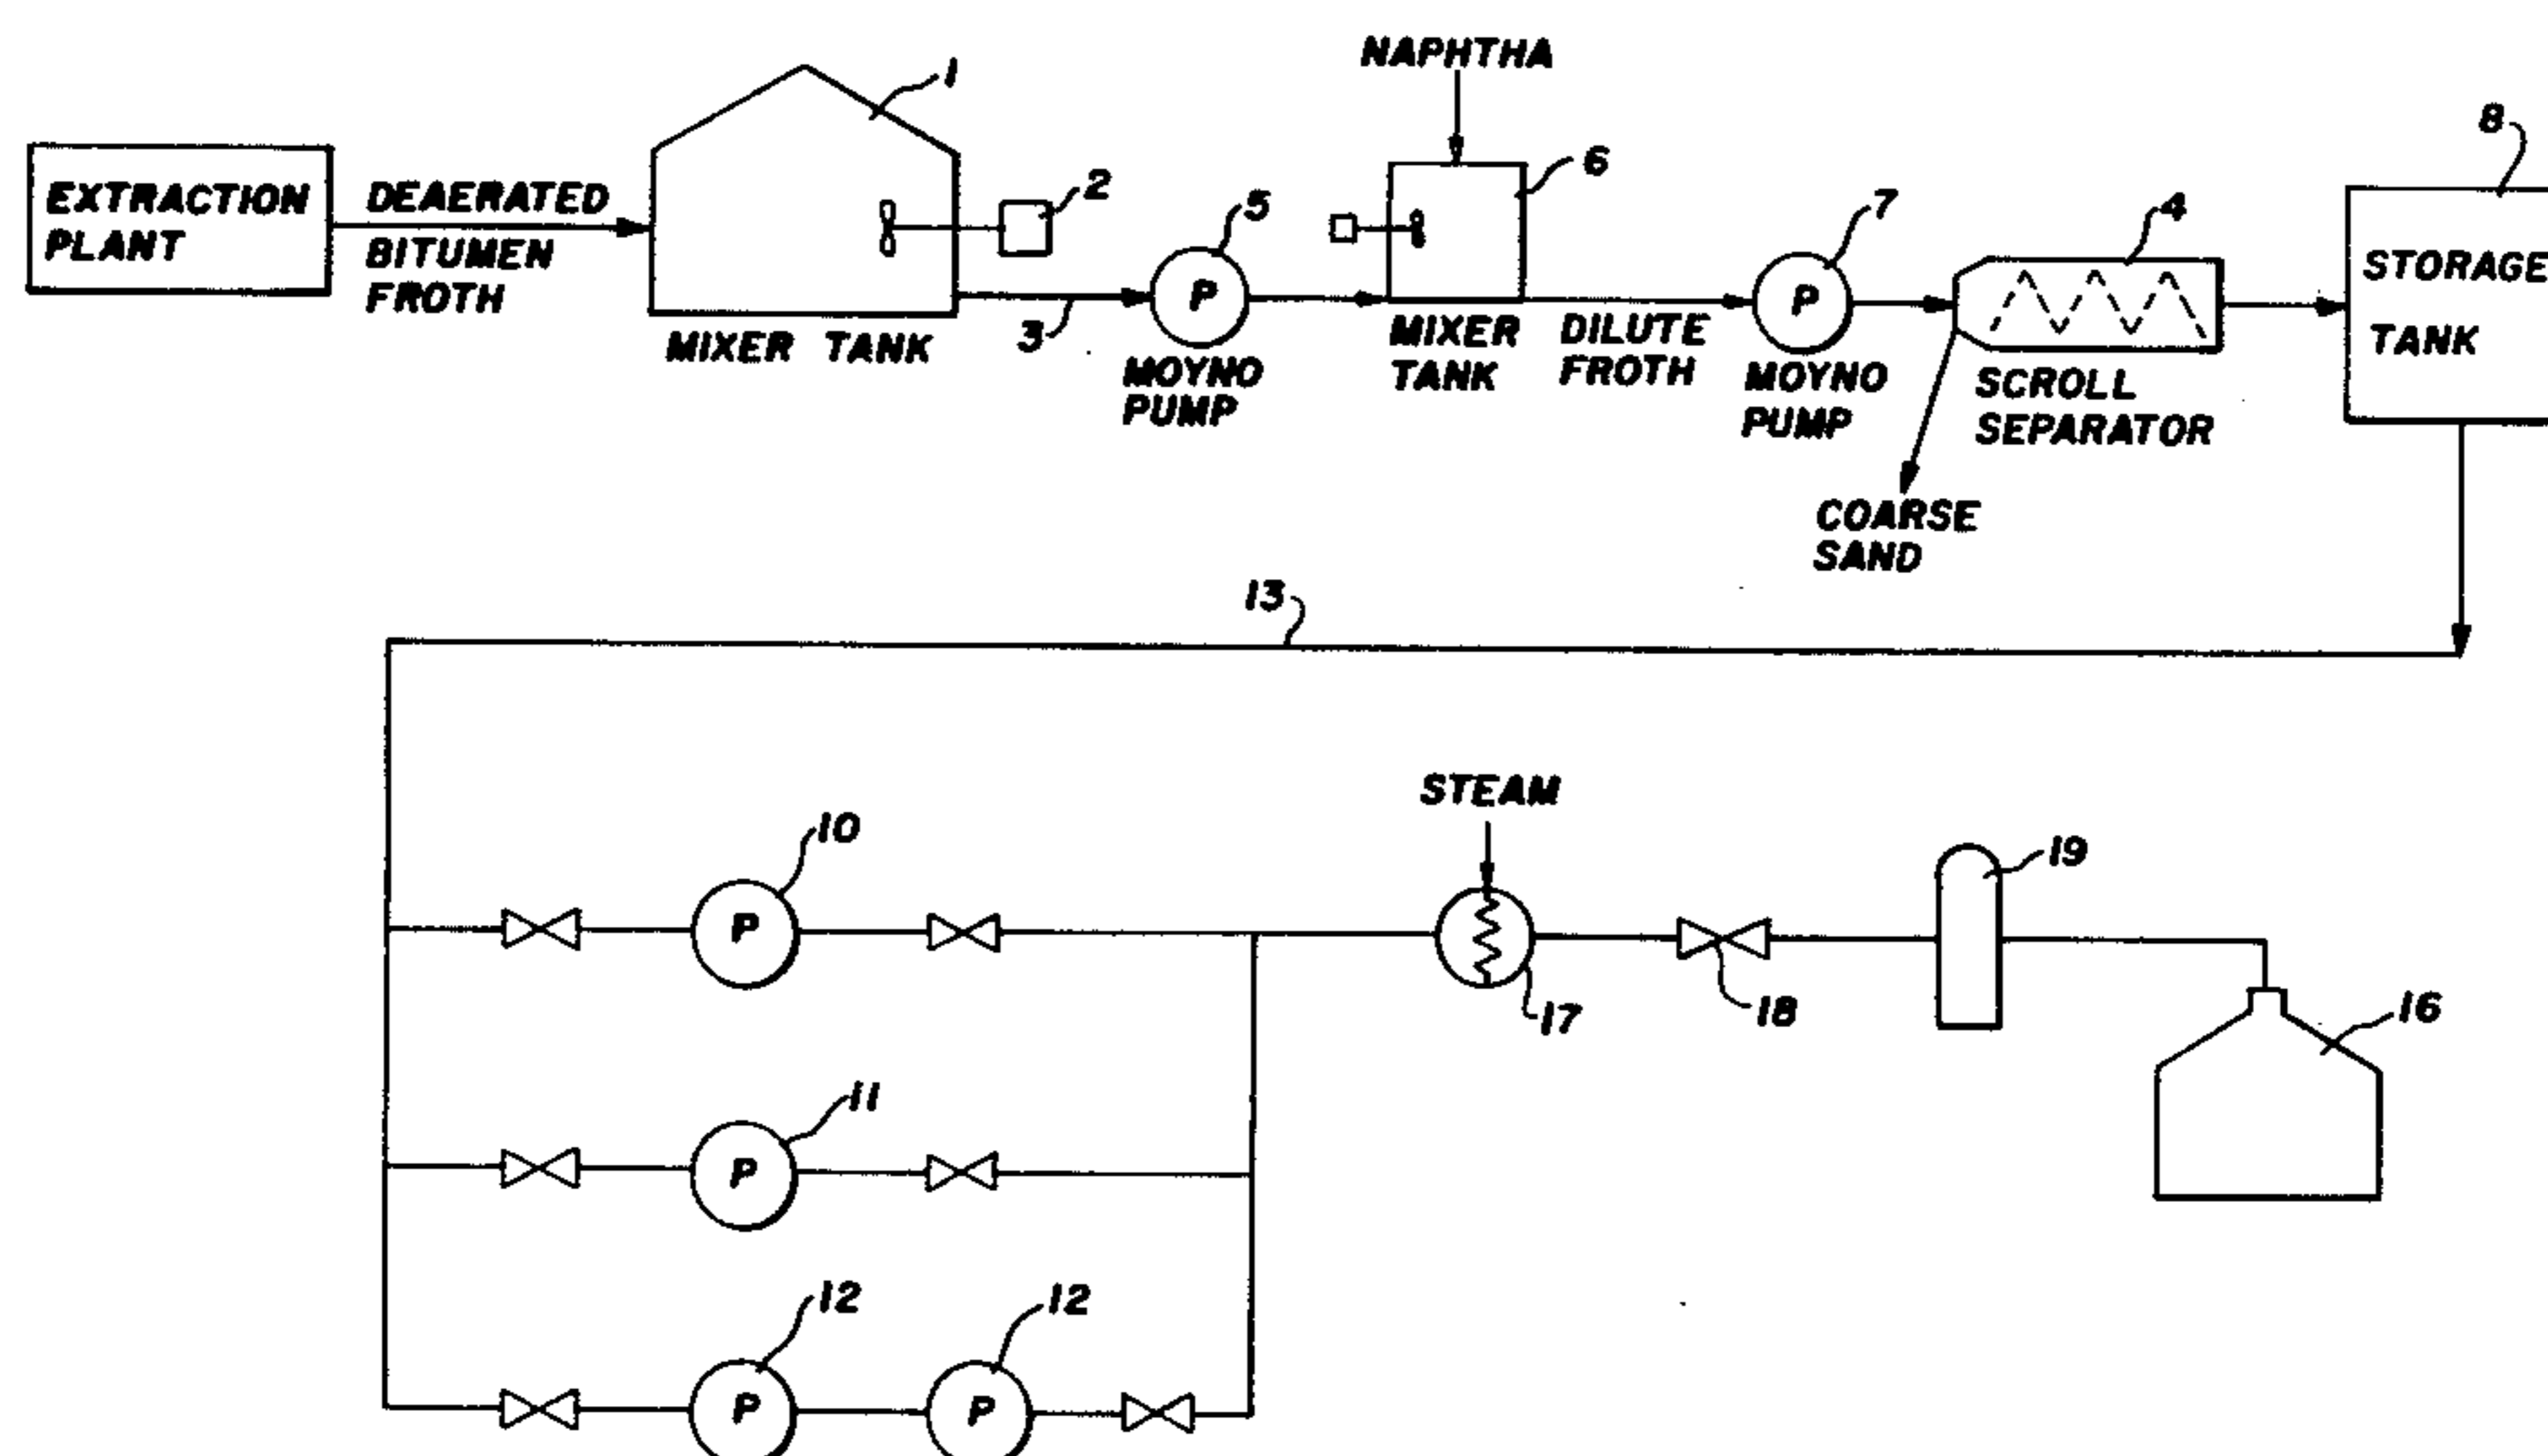 NAPHTHA
1
8
EXTRACTION
PLANT
DEAERATED
BITUMEN
FROTH
2
5
6
7
4
P
P
3
MIXER TANK
MOYNO
PUMP
MIXER
TANK
DILUTE
FROTH
MOYNO
PUMP
SCROLL
SEPARATOR
STORAGE
TANK
COARSE
SAND
13
STEAM
10
P
19
17
18
16
11
P
12
12
P
P